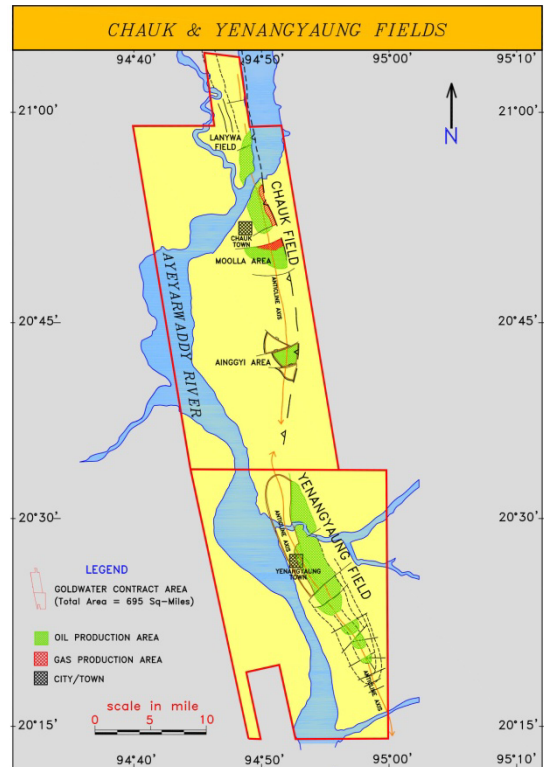 CHAUK & YENANGYAUNG FIELDS
94°40' 94°50' 95°00' 95°10'
21°00'
N
LANYWA
FIELD
CHAUK FIELD
CHAUK
TOWN
MOOLLA AREA
ANTICLINE AXIS
AYEYARWADDY RIVER
20°45' 20°45'
AINGGYI AREA
20°30' 20°30'
YENANGYAUNG FIELD
ANTICLINE AXIS
YENANGYAUNG
TOWN
LEGEND
GOLDWATER CONTRACT AREA
(Total Area = 695 Sq-Miles)
OIL PRODUCTION AREA
GAS PRODUCTION AREA
CITY/TOWN
ANTICLINE AXIS
scale in mile
0 5 10
20°15' 20°15'
94°40' 94°50' 95°00' 95°10'
21°00'